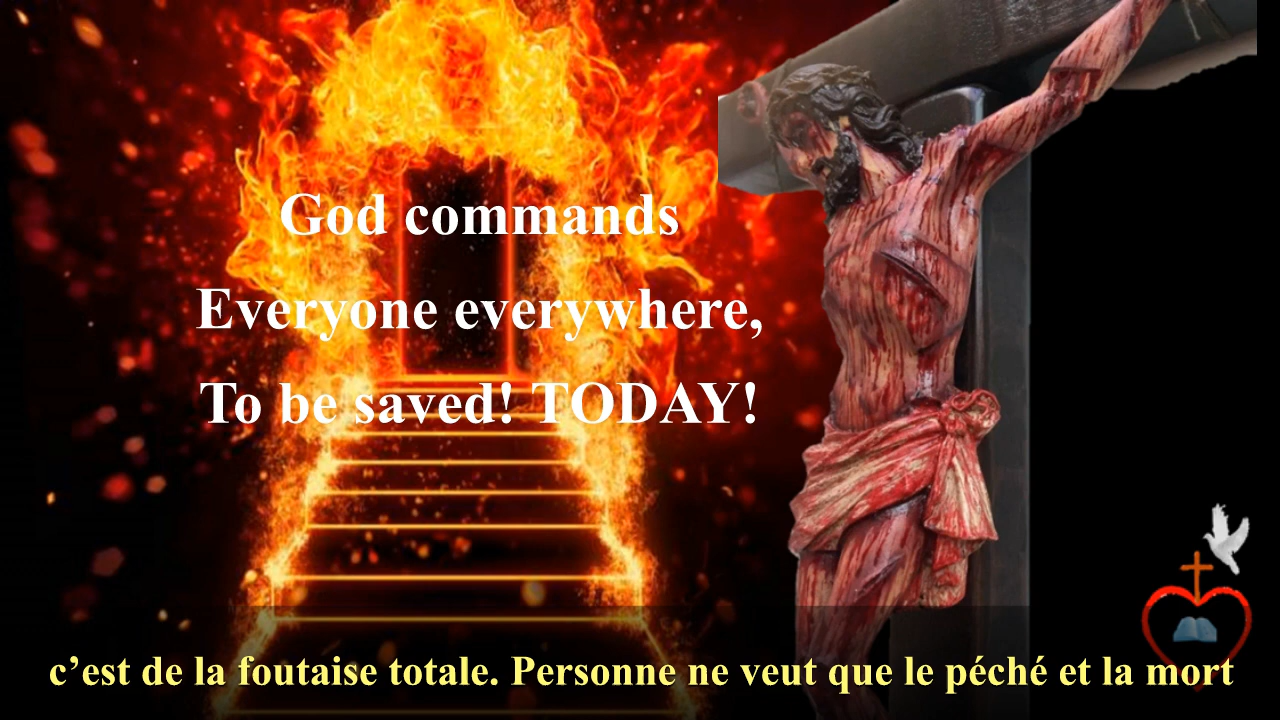 God commands
Everyone everywhere,
To be saved! TODAY!
c’est de la foutaise totale. Personne ne veut que le péché et la mort